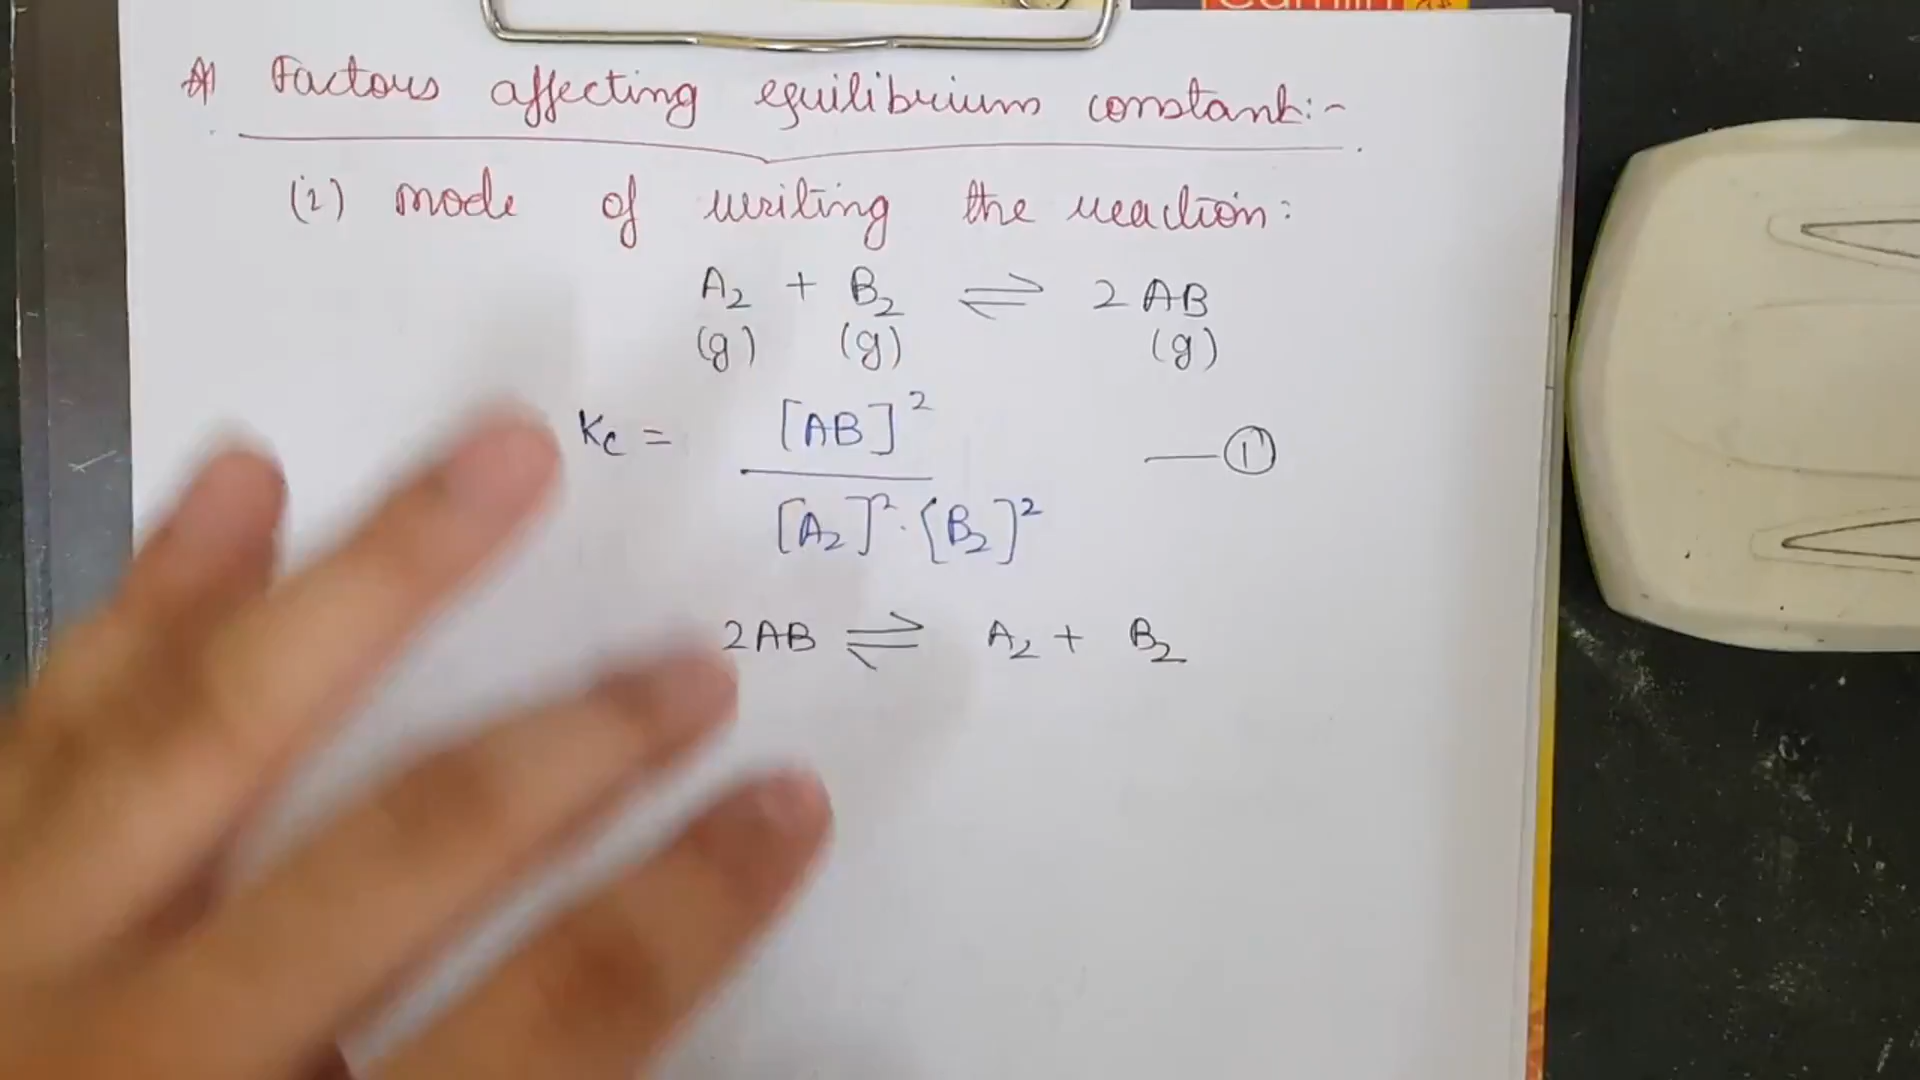 Camlin
Factors affecting equilibrium constant:-
(i) mode of writing the reaction:
A₂ + B₂ ⇌ 2AB
(g) (g) (g)
Kc = [AB]² / [A₂]² · [B₂]² —①
2AB ⇌ A₂ + B₂